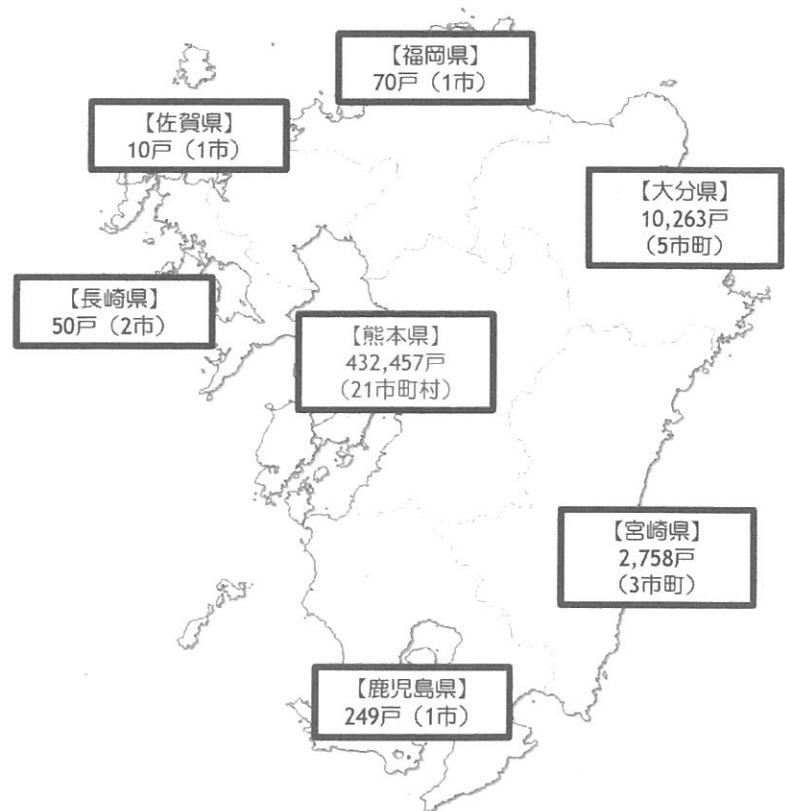 【福岡県】
70戸（1市）
【佐賀県】
10戸（1市）
【大分県】
10,263戸
（5市町）
【長崎県】
50戸（2市）
【熊本県】
432,457戸
（21市町村）
【宮崎県】
2,758戸
（3市町）
【鹿児島県】
249戸（1市）